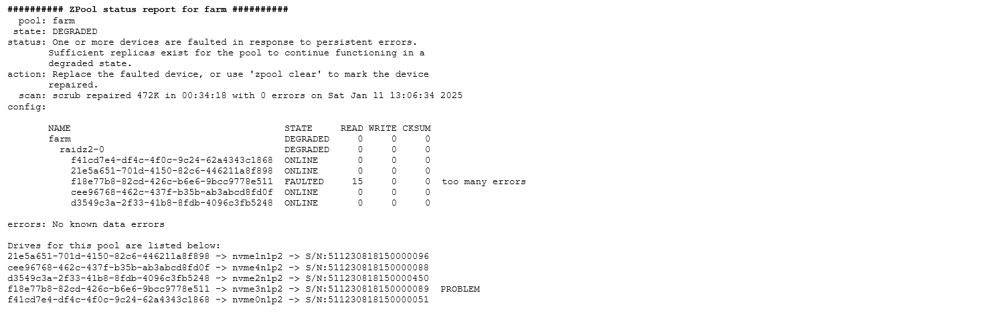 ########## ZPool status report for farm ##########
  pool: farm
 state: DEGRADED
status: One or more devices are faulted in response to persistent errors.
        Sufficient replicas exist for the pool to continue functioning in a
        degraded state.
action: Replace the faulted device, or use 'zpool clear' to mark the device
        repaired.
  scan: scrub repaired 472K in 00:34:18 with 0 errors on Sat Jan 11 13:06:34 2025
config:

        NAME                                      STATE     READ WRITE CKSUM
        farm                                      DEGRADED     0     0     0
          raidz2-0                                DEGRADED     0     0     0
            f41cd7e4-df4c-4f0c-9c24-62a4343c1868  ONLINE       0     0     0
            21e5a651-701d-4150-82c6-446211a8f898  ONLINE       0     0     0
            f18e77b8-82cd-426c-b6e6-9bcc9778e511  FAULTED     15     0     0  too many errors
            cee96768-462c-437f-b35b-ab3abcd8fd0f  ONLINE       0     0     0
            d3549c3a-2f33-41b8-8fdb-4096c3fb5248  ONLINE       0     0     0

errors: No known data errors

Drives for this pool are listed below:
21e5a651-701d-4150-82c6-446211a8f898 -> nvme1n1p2 -> S/N:511230818150000096
cee96768-462c-437f-b35b-ab3abcd8fd0f -> nvme4n1p2 -> S/N:511230818150000088
d3549c3a-2f33-41b8-8fdb-4096c3fb5248 -> nvme2n1p2 -> S/N:511230818150000450
f18e77b8-82cd-426c-b6e6-9bcc9778e511 -> nvme3n1p2 -> S/N:511230818150000089  PROBLEM
f41cd7e4-df4c-4f0c-9c24-62a4343c1868 -> nvme0n1p2 -> S/N:511230818150000051